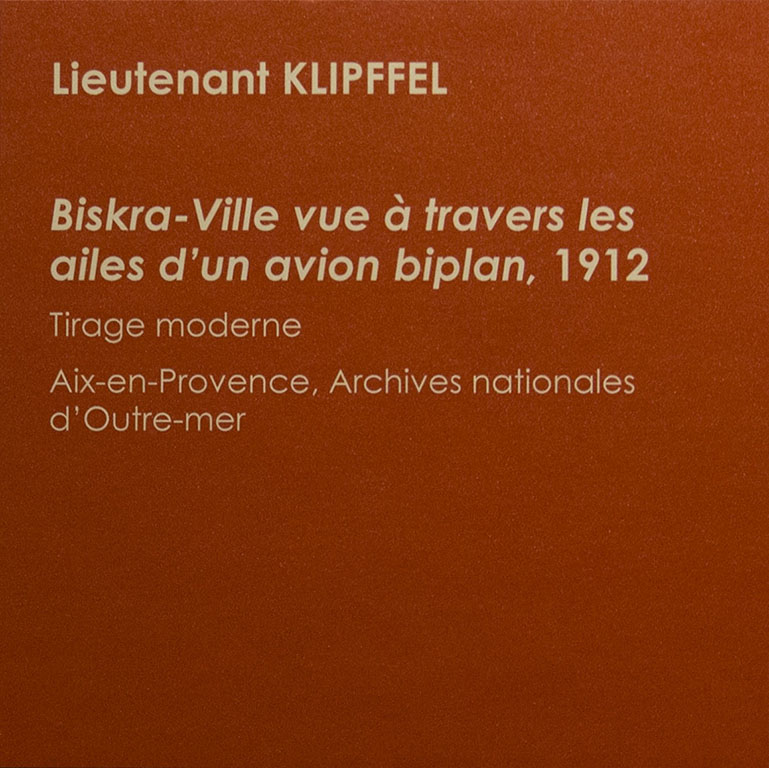 Lieutenant KLIPFFEL
Biskra-Ville vue à travers les
ailes d'un avion biplan, 1912
Tirage moderne
Aix-en-Provence, Archives nationales
d'Outre-mer